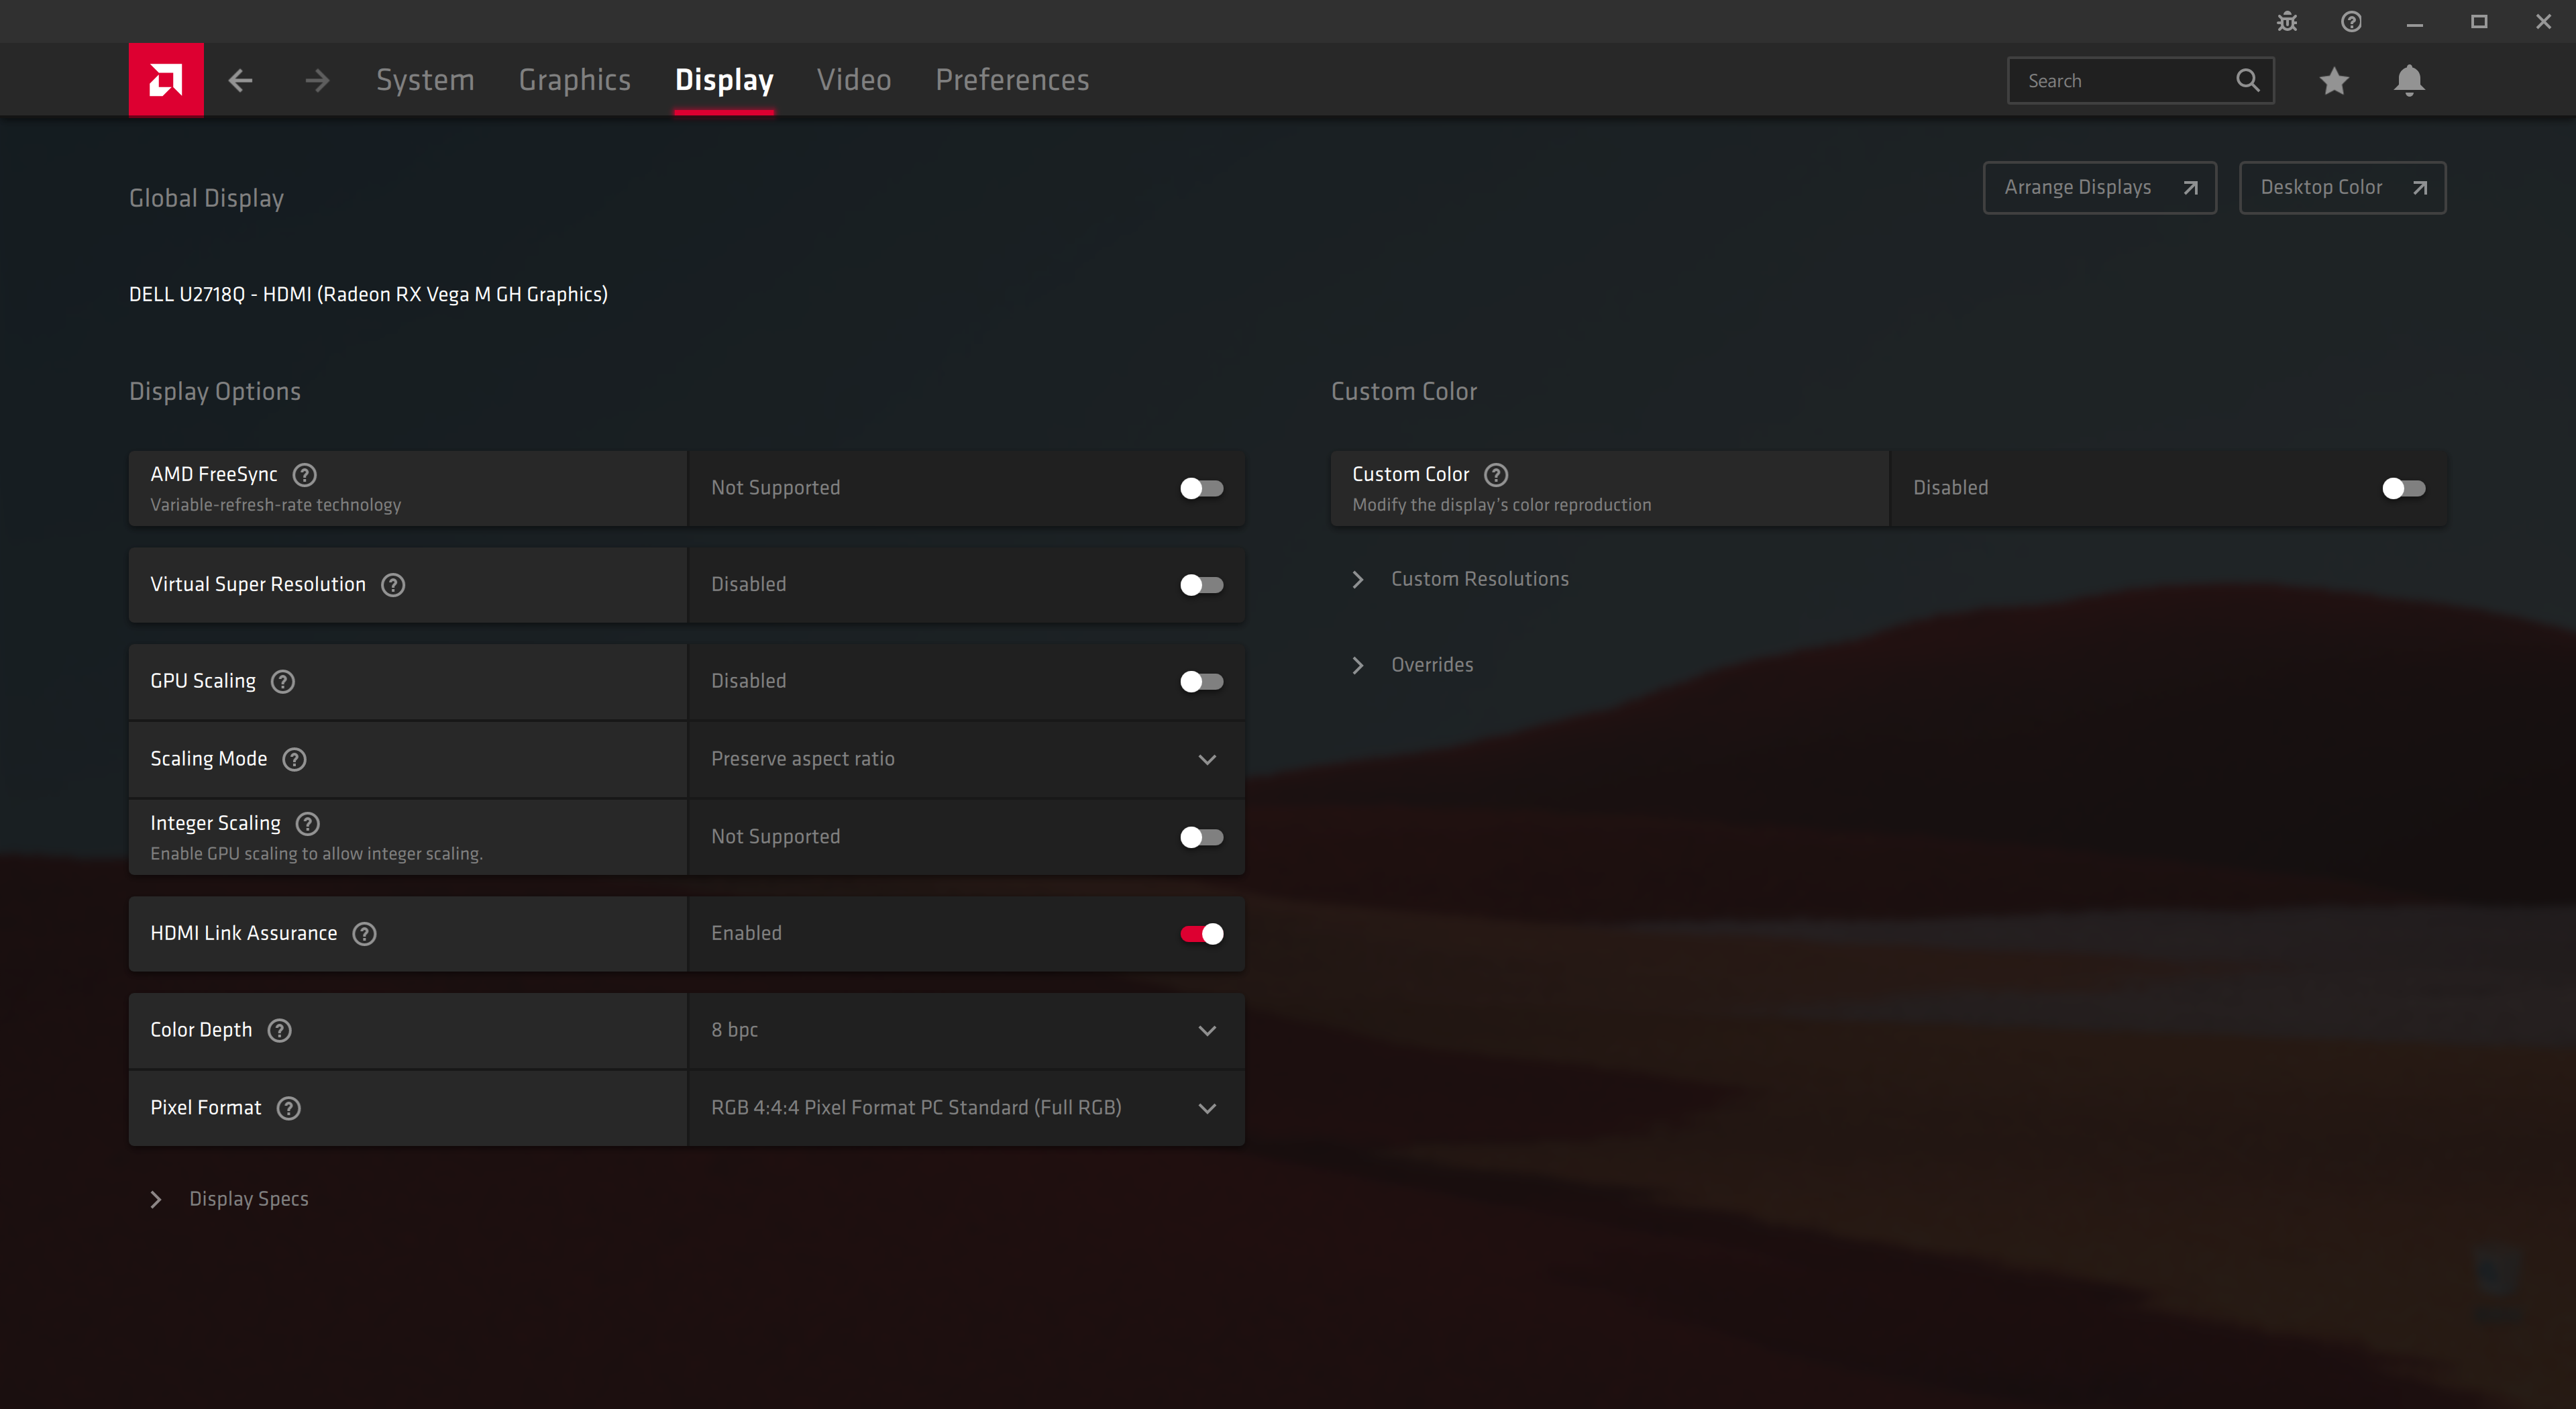 System Graphics Display Video Preferences Search
Global Display
Arrange Displays
Desktop Color
DELL U2718Q - HDMI (Radeon RX Vega M GH Graphics)
Display Options
AMD FreeSync
Variable-refresh-rate technology
Not Supported
Virtual Super Resolution
Disabled
GPU Scaling
Disabled
Scaling Mode
Preserve aspect ratio
Integer Scaling
Enable GPU scaling to allow integer scaling.
Not Supported
HDMI Link Assurance
Enabled
Color Depth
8 bpc
Pixel Format
RGB 4:4:4 Pixel Format PC Standard (Full RGB)
Display Specs
Custom Color
Custom Color
Modify the display's color reproduction
Disabled
Custom Resolutions
Overrides